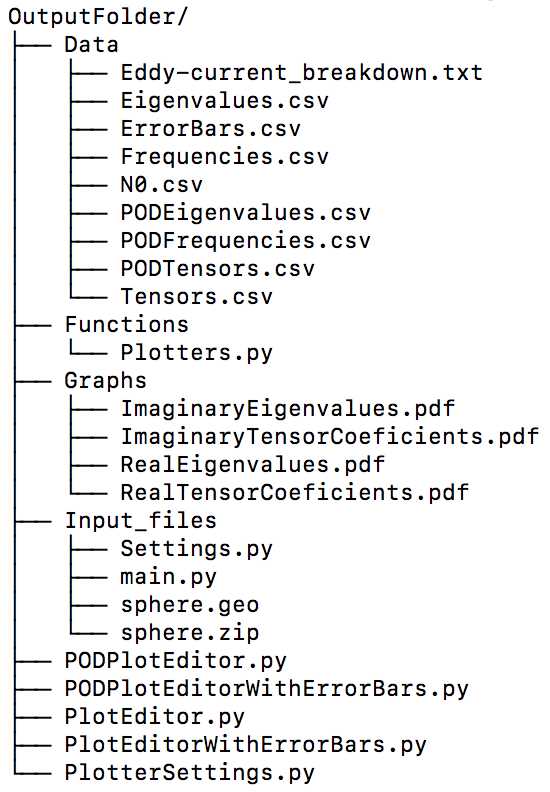 OutputFolder/
├── Data
│   ├── Eddy-current_breakdown.txt
│   ├── Eigenvalues.csv
│   ├── ErrorBars.csv
│   ├── Frequencies.csv
│   ├── N0.csv
│   ├── PODEigenvalues.csv
│   ├── PODFrequencies.csv
│   ├── PODTensors.csv
│   └── Tensors.csv
├── Functions
│   └── Plotters.py
├── Graphs
│   ├── ImaginaryEigenvalues.pdf
│   ├── ImaginaryTensorCoeficients.pdf
│   ├── RealEigenvalues.pdf
│   └── RealTensorCoeficients.pdf
├── Input_files
│   ├── Settings.py
│   ├── main.py
│   ├── sphere.geo
│   └── sphere.zip
├── PODPlotEditor.py
├── PODPlotEditorWithErrorBars.py
├── PlotEditor.py
├── PlotEditorWithErrorBars.py
└── PlotterSettings.py